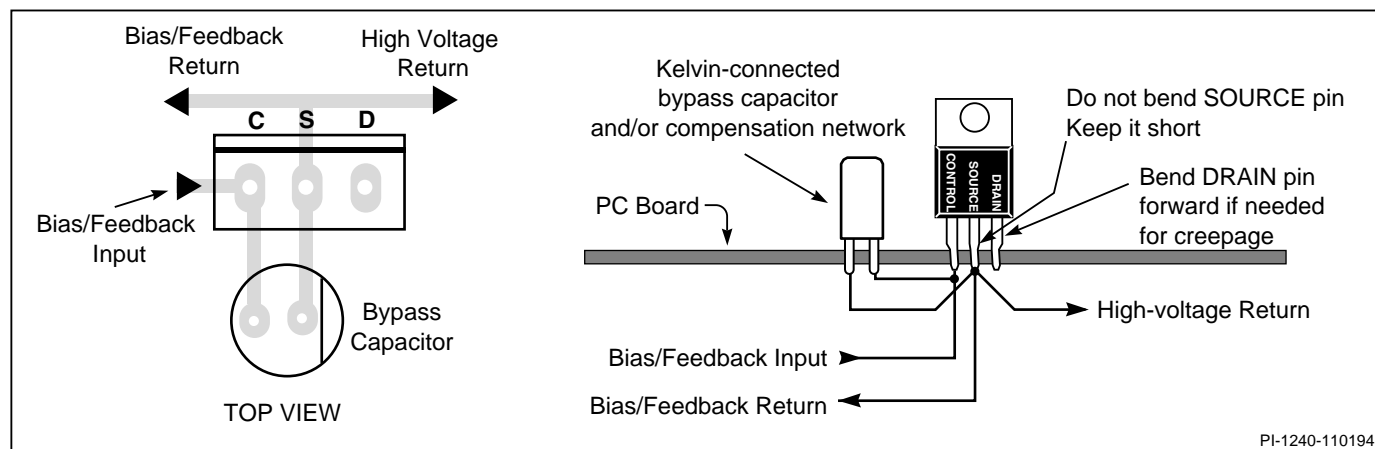 Bias/Feedback
Return
High Voltage
Return
C S D
Bias/Feedback
Input
Bypass
Capacitor
TOP VIEW
Kelvin-connected
bypass capacitor
and/or compensation network
PC Board
CONTROL
SOURCE
DRAIN
Do not bend SOURCE pin
Keep it short
Bend DRAIN pin
forward if needed
for creepage
High-voltage Return
Bias/Feedback Input
Bias/Feedback Return
PI-1240-110194